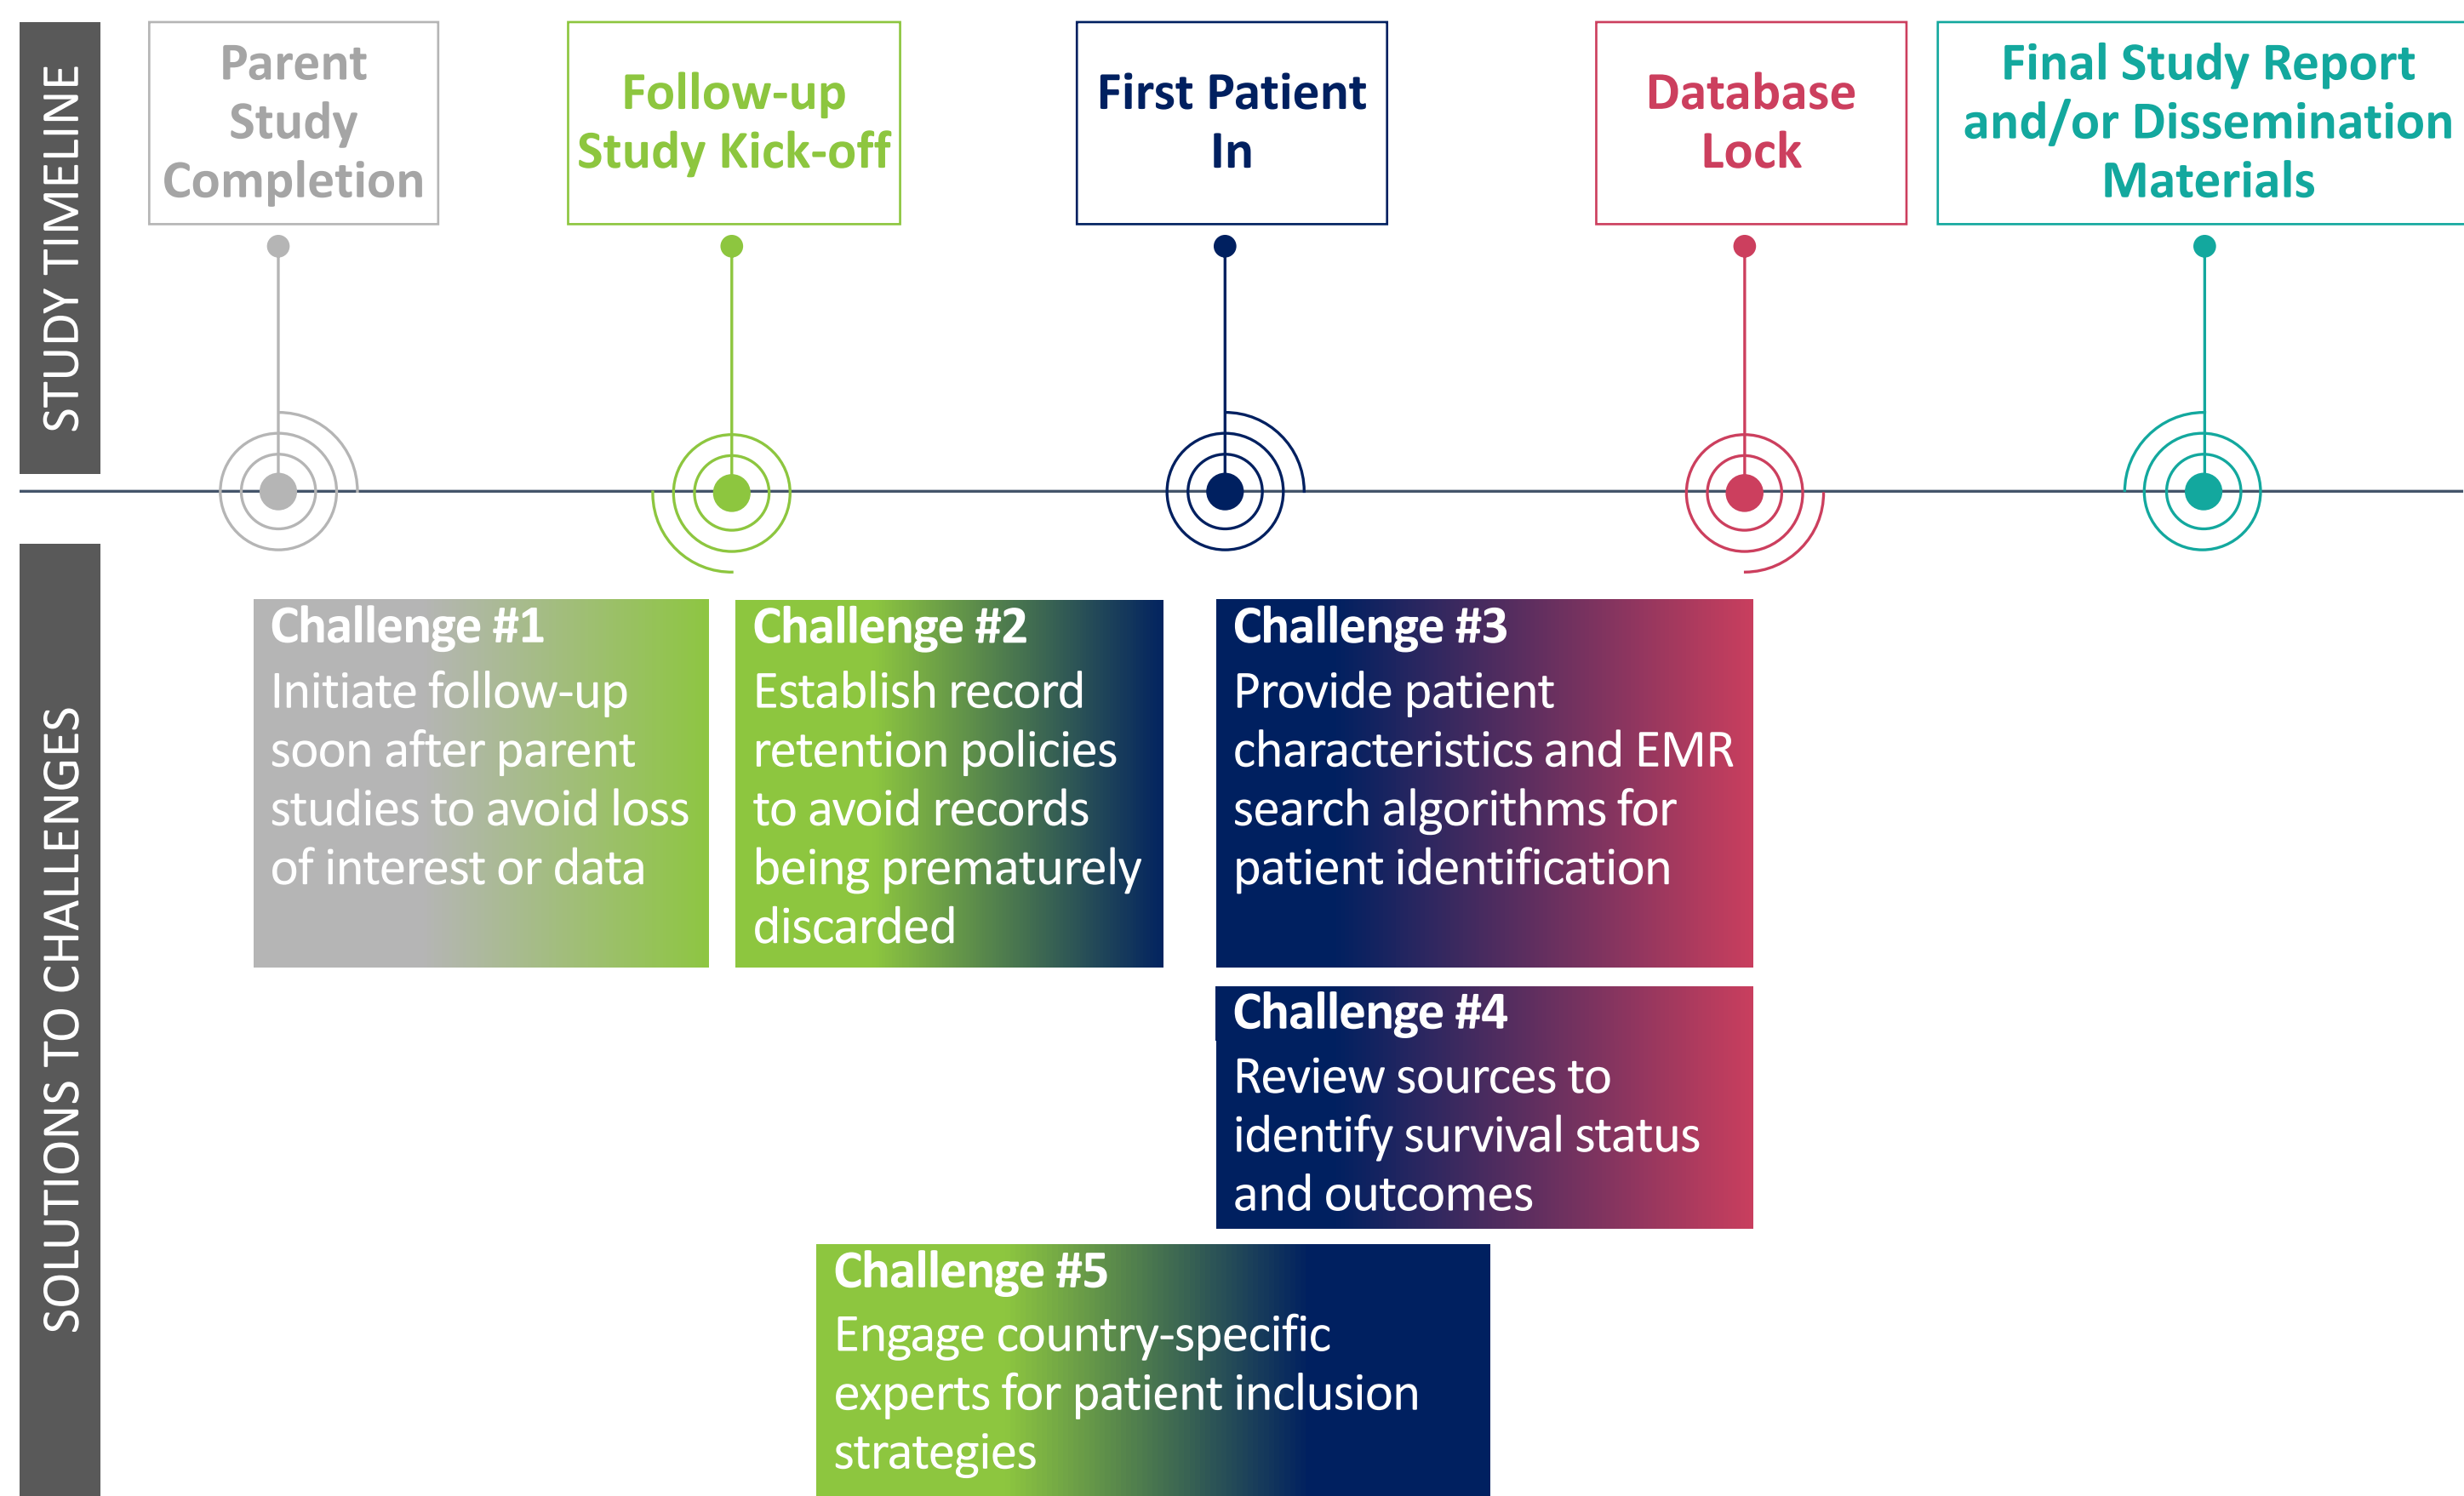 STUDY TIMELINE
Parent
Study
Completion
Follow-up
Study Kick-off
First Patient
In
Database
Lock
Final Study Report
and/or Dissemination
Materials
SOLUTIONS TO CHALLENGES
Challenge #1
Initiate follow-up
soon after parent
studies to avoid loss
of interest or data
Challenge #2
Establish record
retention policies
to avoid records
being prematurely
discarded
Challenge #3
Provide patient
characteristics and EMR
search algorithms for
patient identification
Challenge #4
Review sources to
identify survival status
and outcomes
Challenge #5
Engage country-specific
experts for patient inclusion
strategies